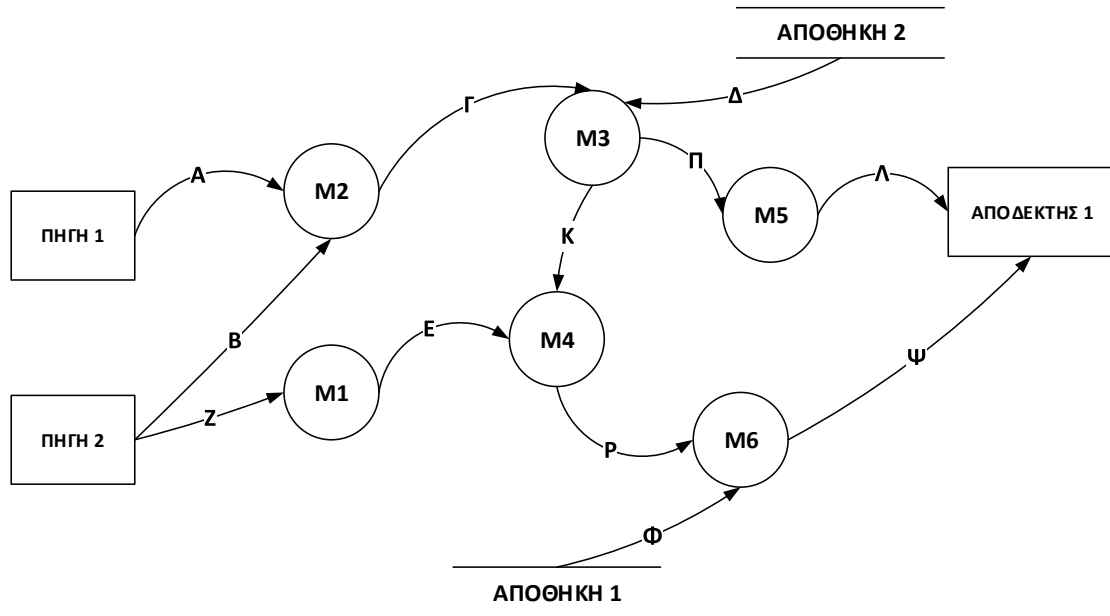 ΑΠΟΘΗΚΗ 2
Γ
Δ
Μ3
Π
Α
Μ2
Λ
ΠΗΓΗ 1
Μ5
ΑΠΟΔΕΚΤΗΣ 1
Κ
Β
Ε
Μ4
Ψ
Ζ
Μ1
ΠΗΓΗ 2
Ρ
Μ6
Φ
ΑΠΟΘΗΚΗ 1